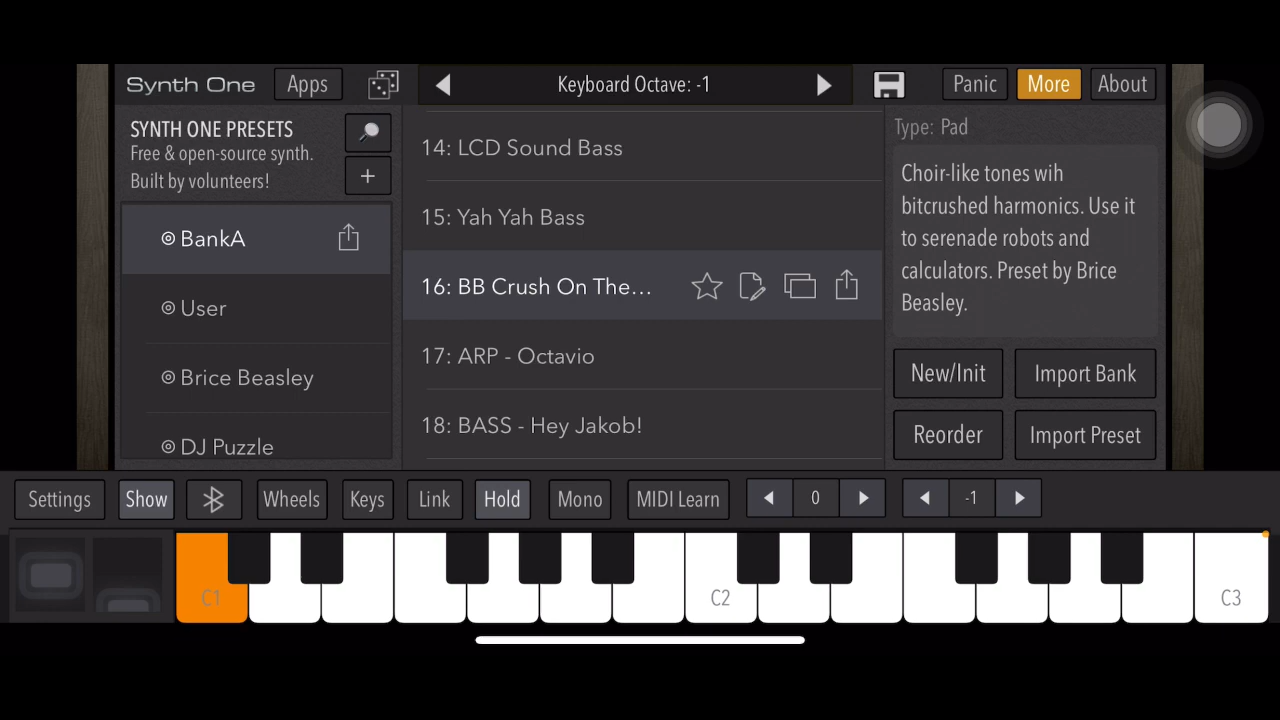 Synth One
Apps
Keyboard Octave: -1
Panic
More
About
SYNTH ONE PRESETS
Free & open-source synth.
Built by volunteers!
+
BankA
User
Brice Beasley
DJ Puzzle
14: LCD Sound Bass
15: Yah Yah Bass
16: BB Crush On The...
17: ARP - Octavio
18: BASS - Hey Jakob!
Type: Pad
Choir-like tones wih
bitcrushed harmonics. Use it
to serenade robots and
calculators. Preset by Brice
Beasley.
New/Init
Import Bank
Reorder
Import Preset
Settings
Show
Wheels
Keys
Link
Hold
Mono
MIDI Learn
0
-1
C1
C2
C3